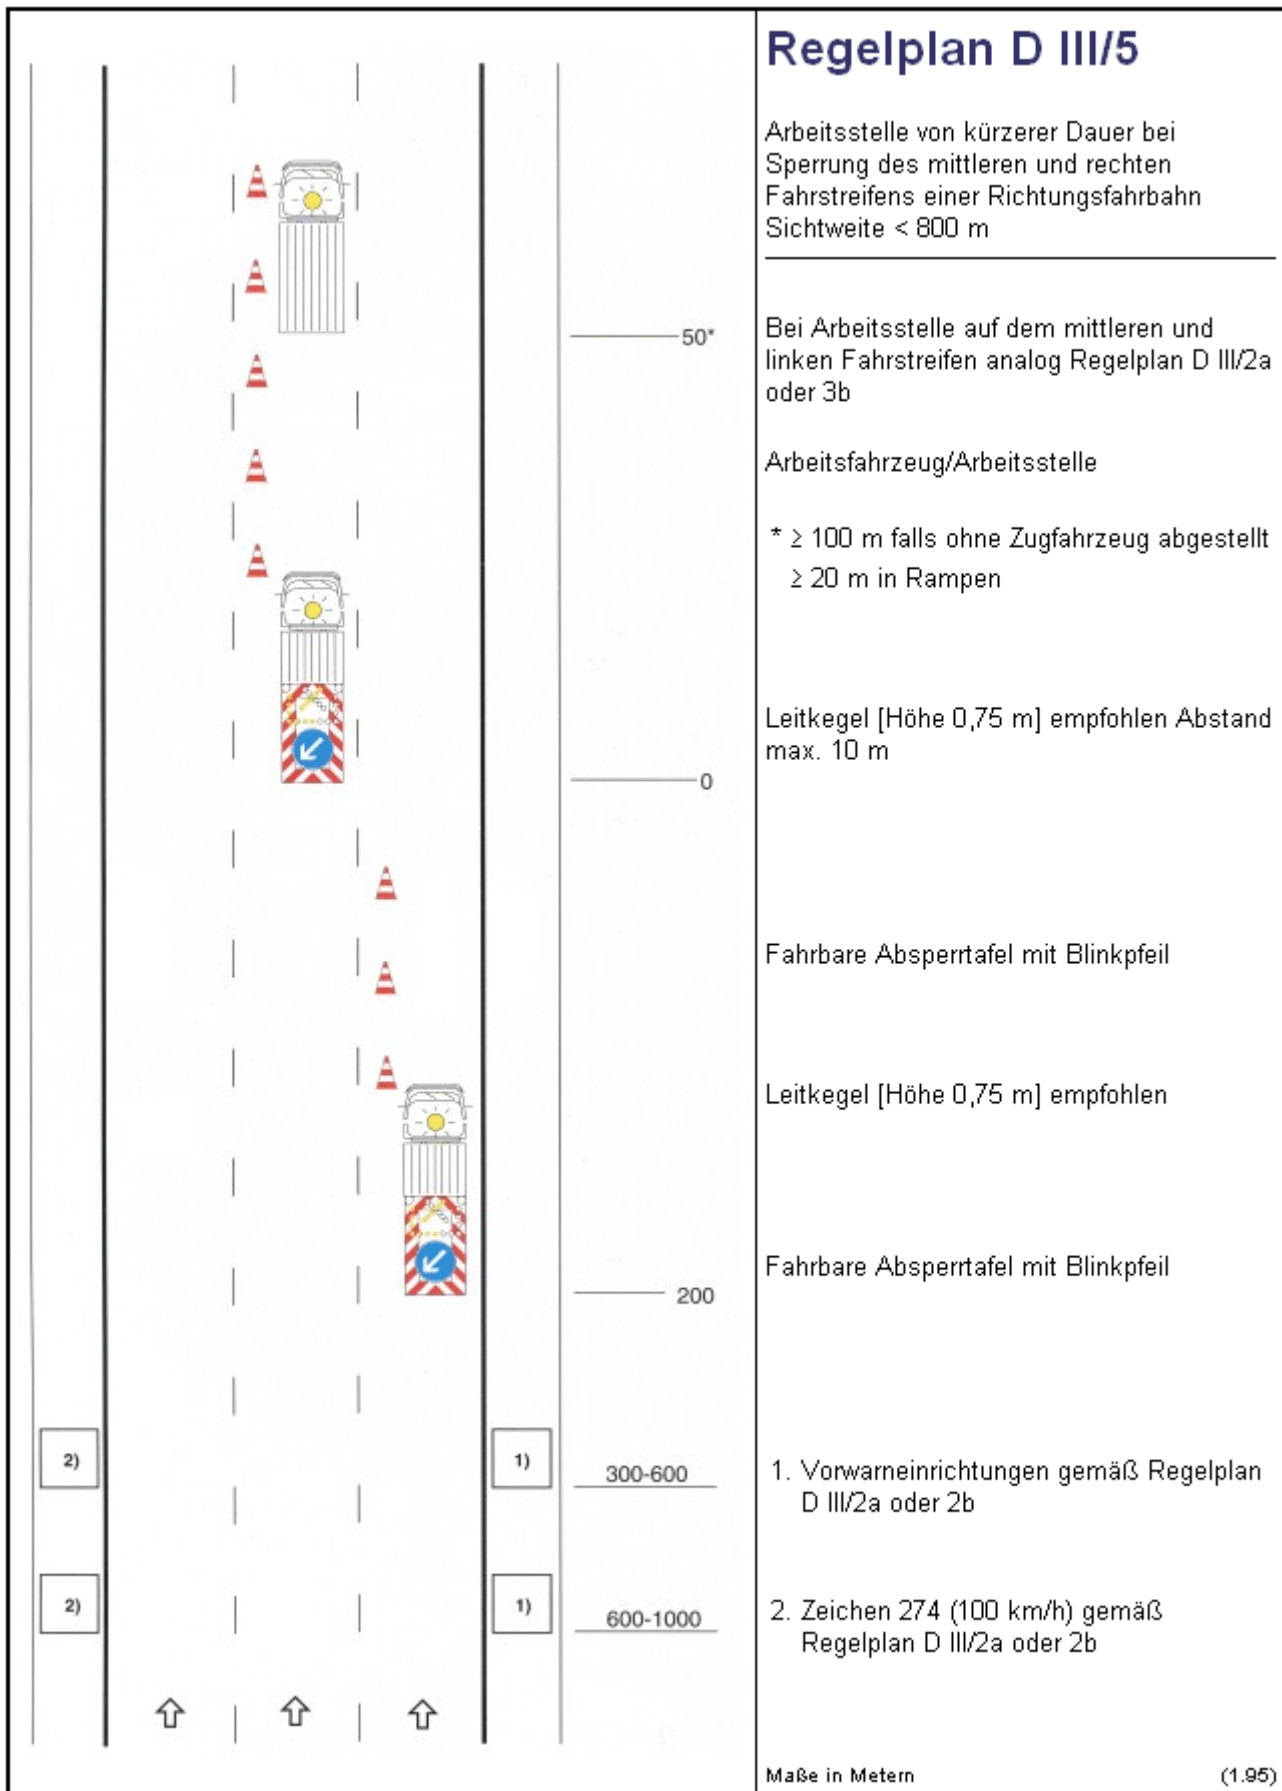 Regelplan D III/5
Arbeitsstelle von kürzerer Dauer bei
Sperrung des mittleren und rechten
Fahrstreifens einer Richtungsfahrbahn
Sichtweite < 800 m
Bei Arbeitsstelle auf dem mittleren und
linken Fahrstreifen analog Regelplan D III/2a
oder 3b
50*
Arbeitsfahrzeug/Arbeitsstelle
* ≥ 100 m falls ohne Zugfahrzeug abgestellt
≥ 20 m in Rampen
Leitkegel [Höhe 0,75 m] empfohlen Abstand
max. 10 m
0
Fahrbare Absperrtafel mit Blinkpfeil
Leitkegel [Höhe 0,75 m] empfohlen
Fahrbare Absperrtafel mit Blinkpfeil
200
2)
1)
300-600
1. Vorwarneinrichtungen gemäß Regelplan
D III/2a oder 2b
2)
1)
600-1000
2. Zeichen 274 (100 km/h) gemäß
Regelplan D III/2a oder 2b
Maße in Metern
(1.95)